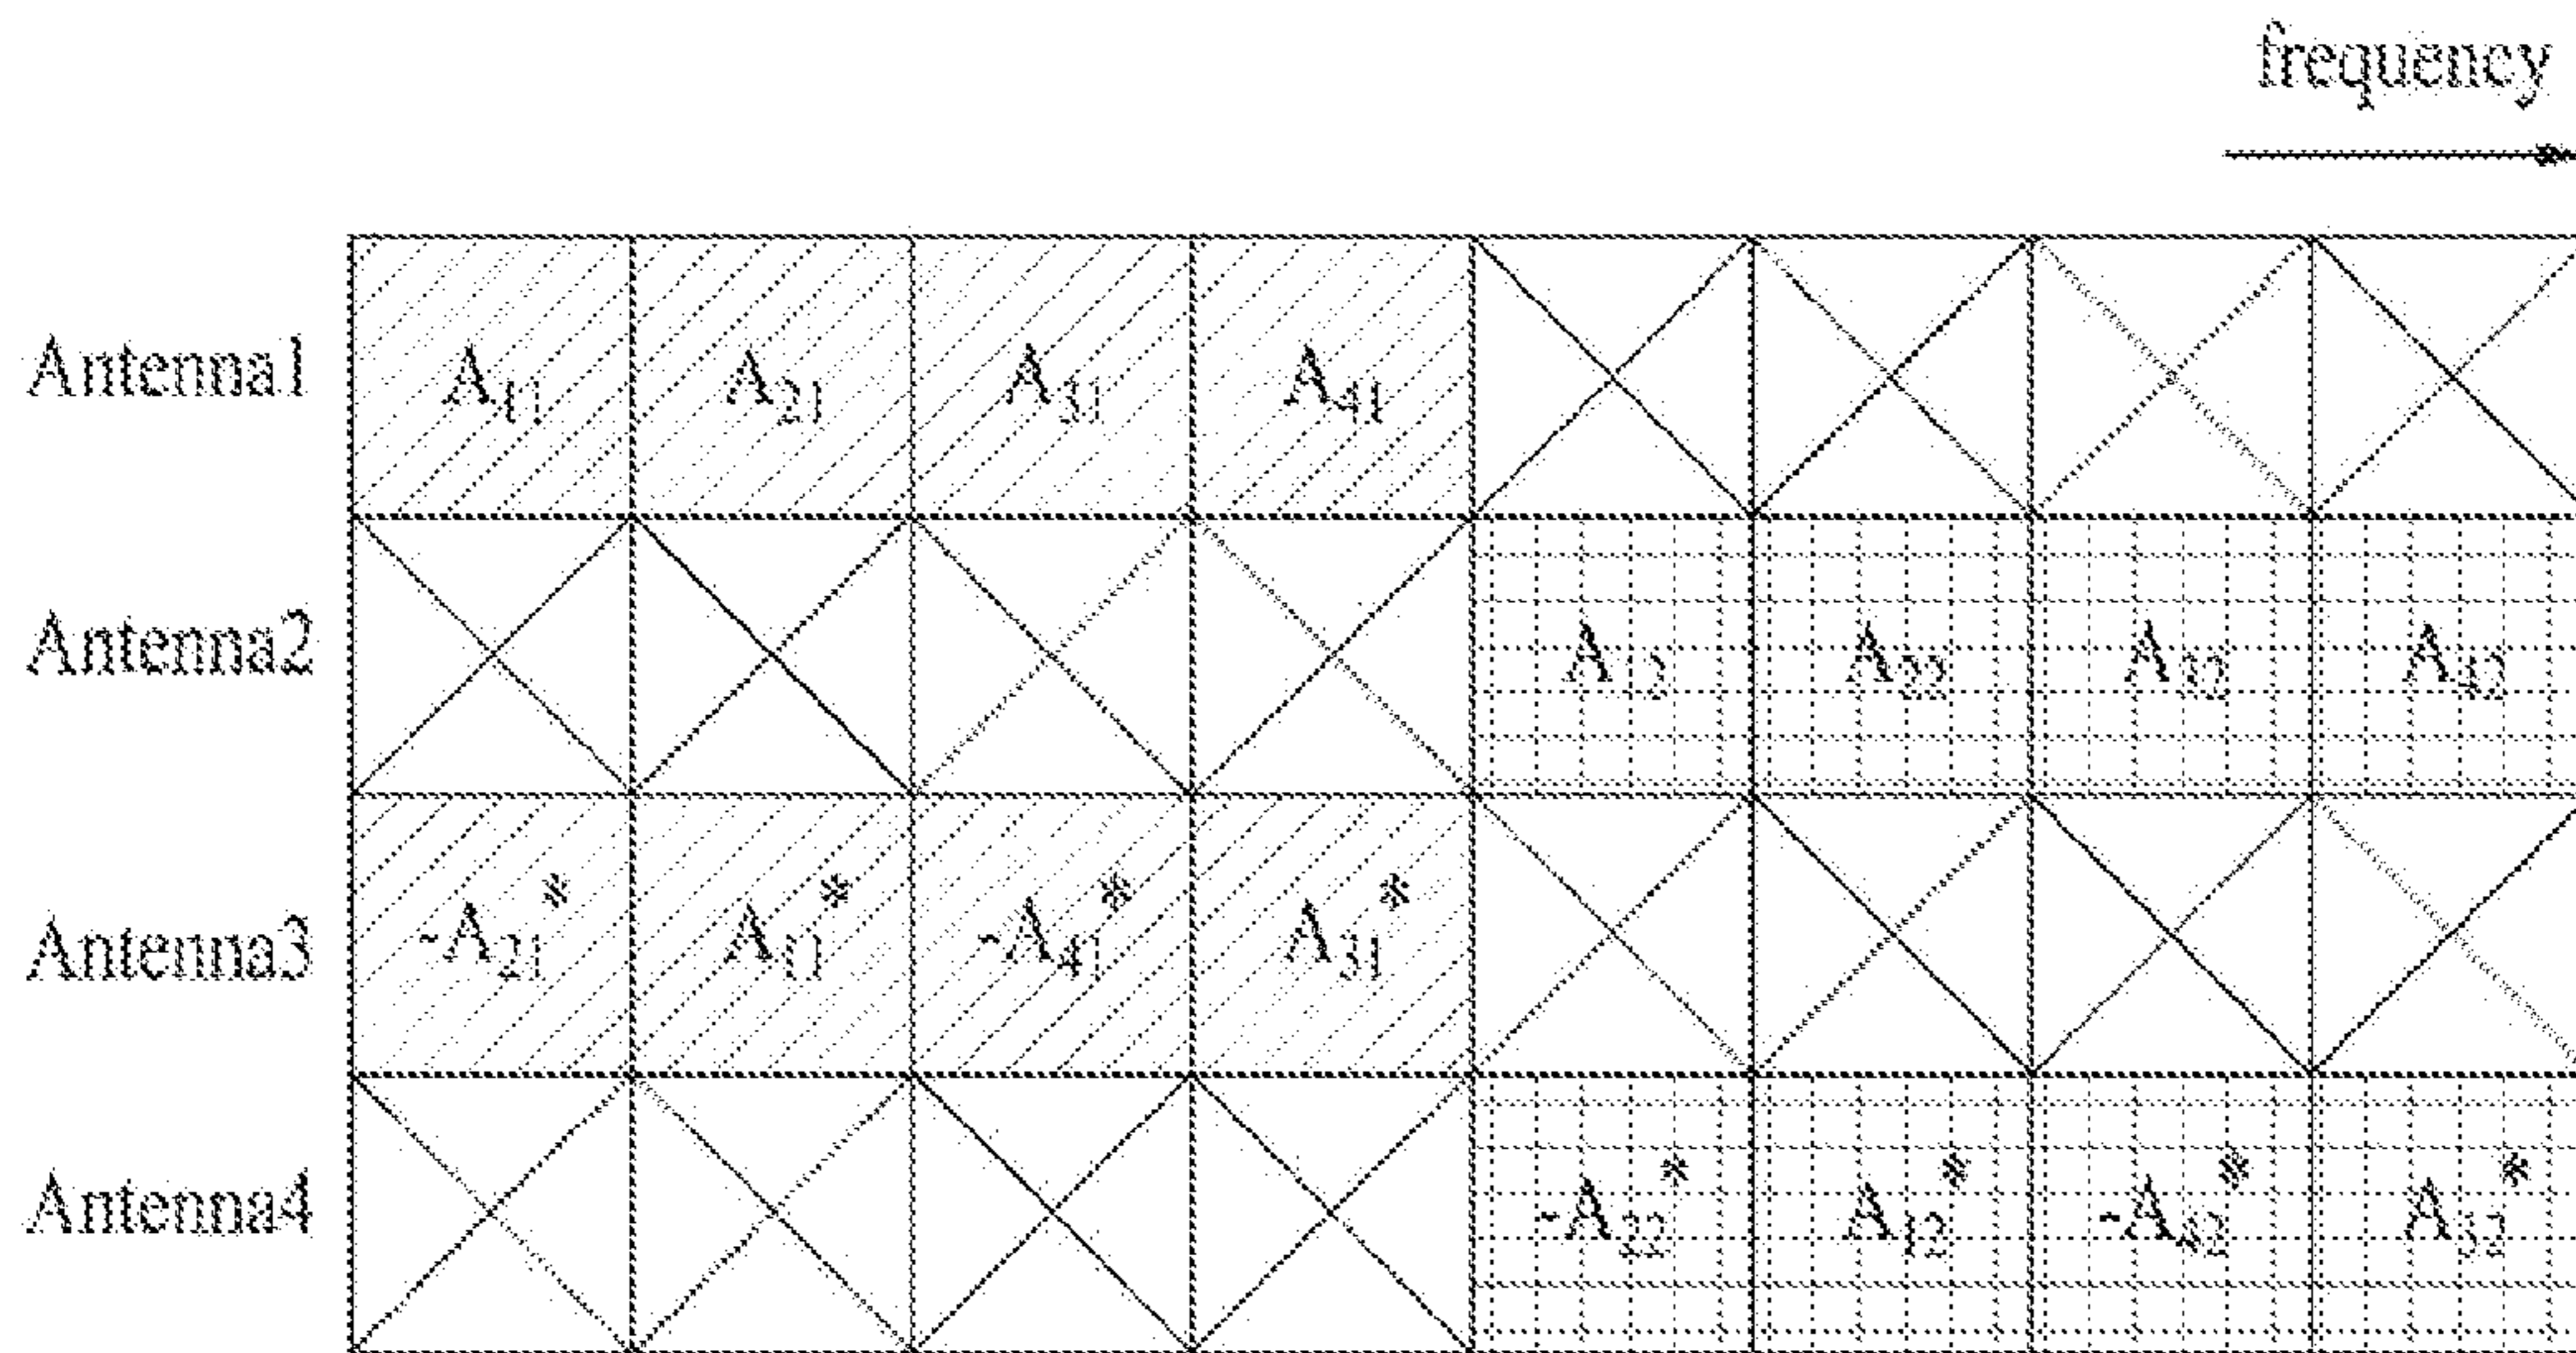 frequency
Antenna1 A₁₁ A₂₁ A₃₁ A₄₁
Antenna2 A₁₂ A₂₂ A₃₂ A₄₂
Antenna3 -A₂₁* A₁₁* -A₄₁* A₃₁*
Antenna4 -A₂₂* A₁₂* -A₄₂* A₃₂*